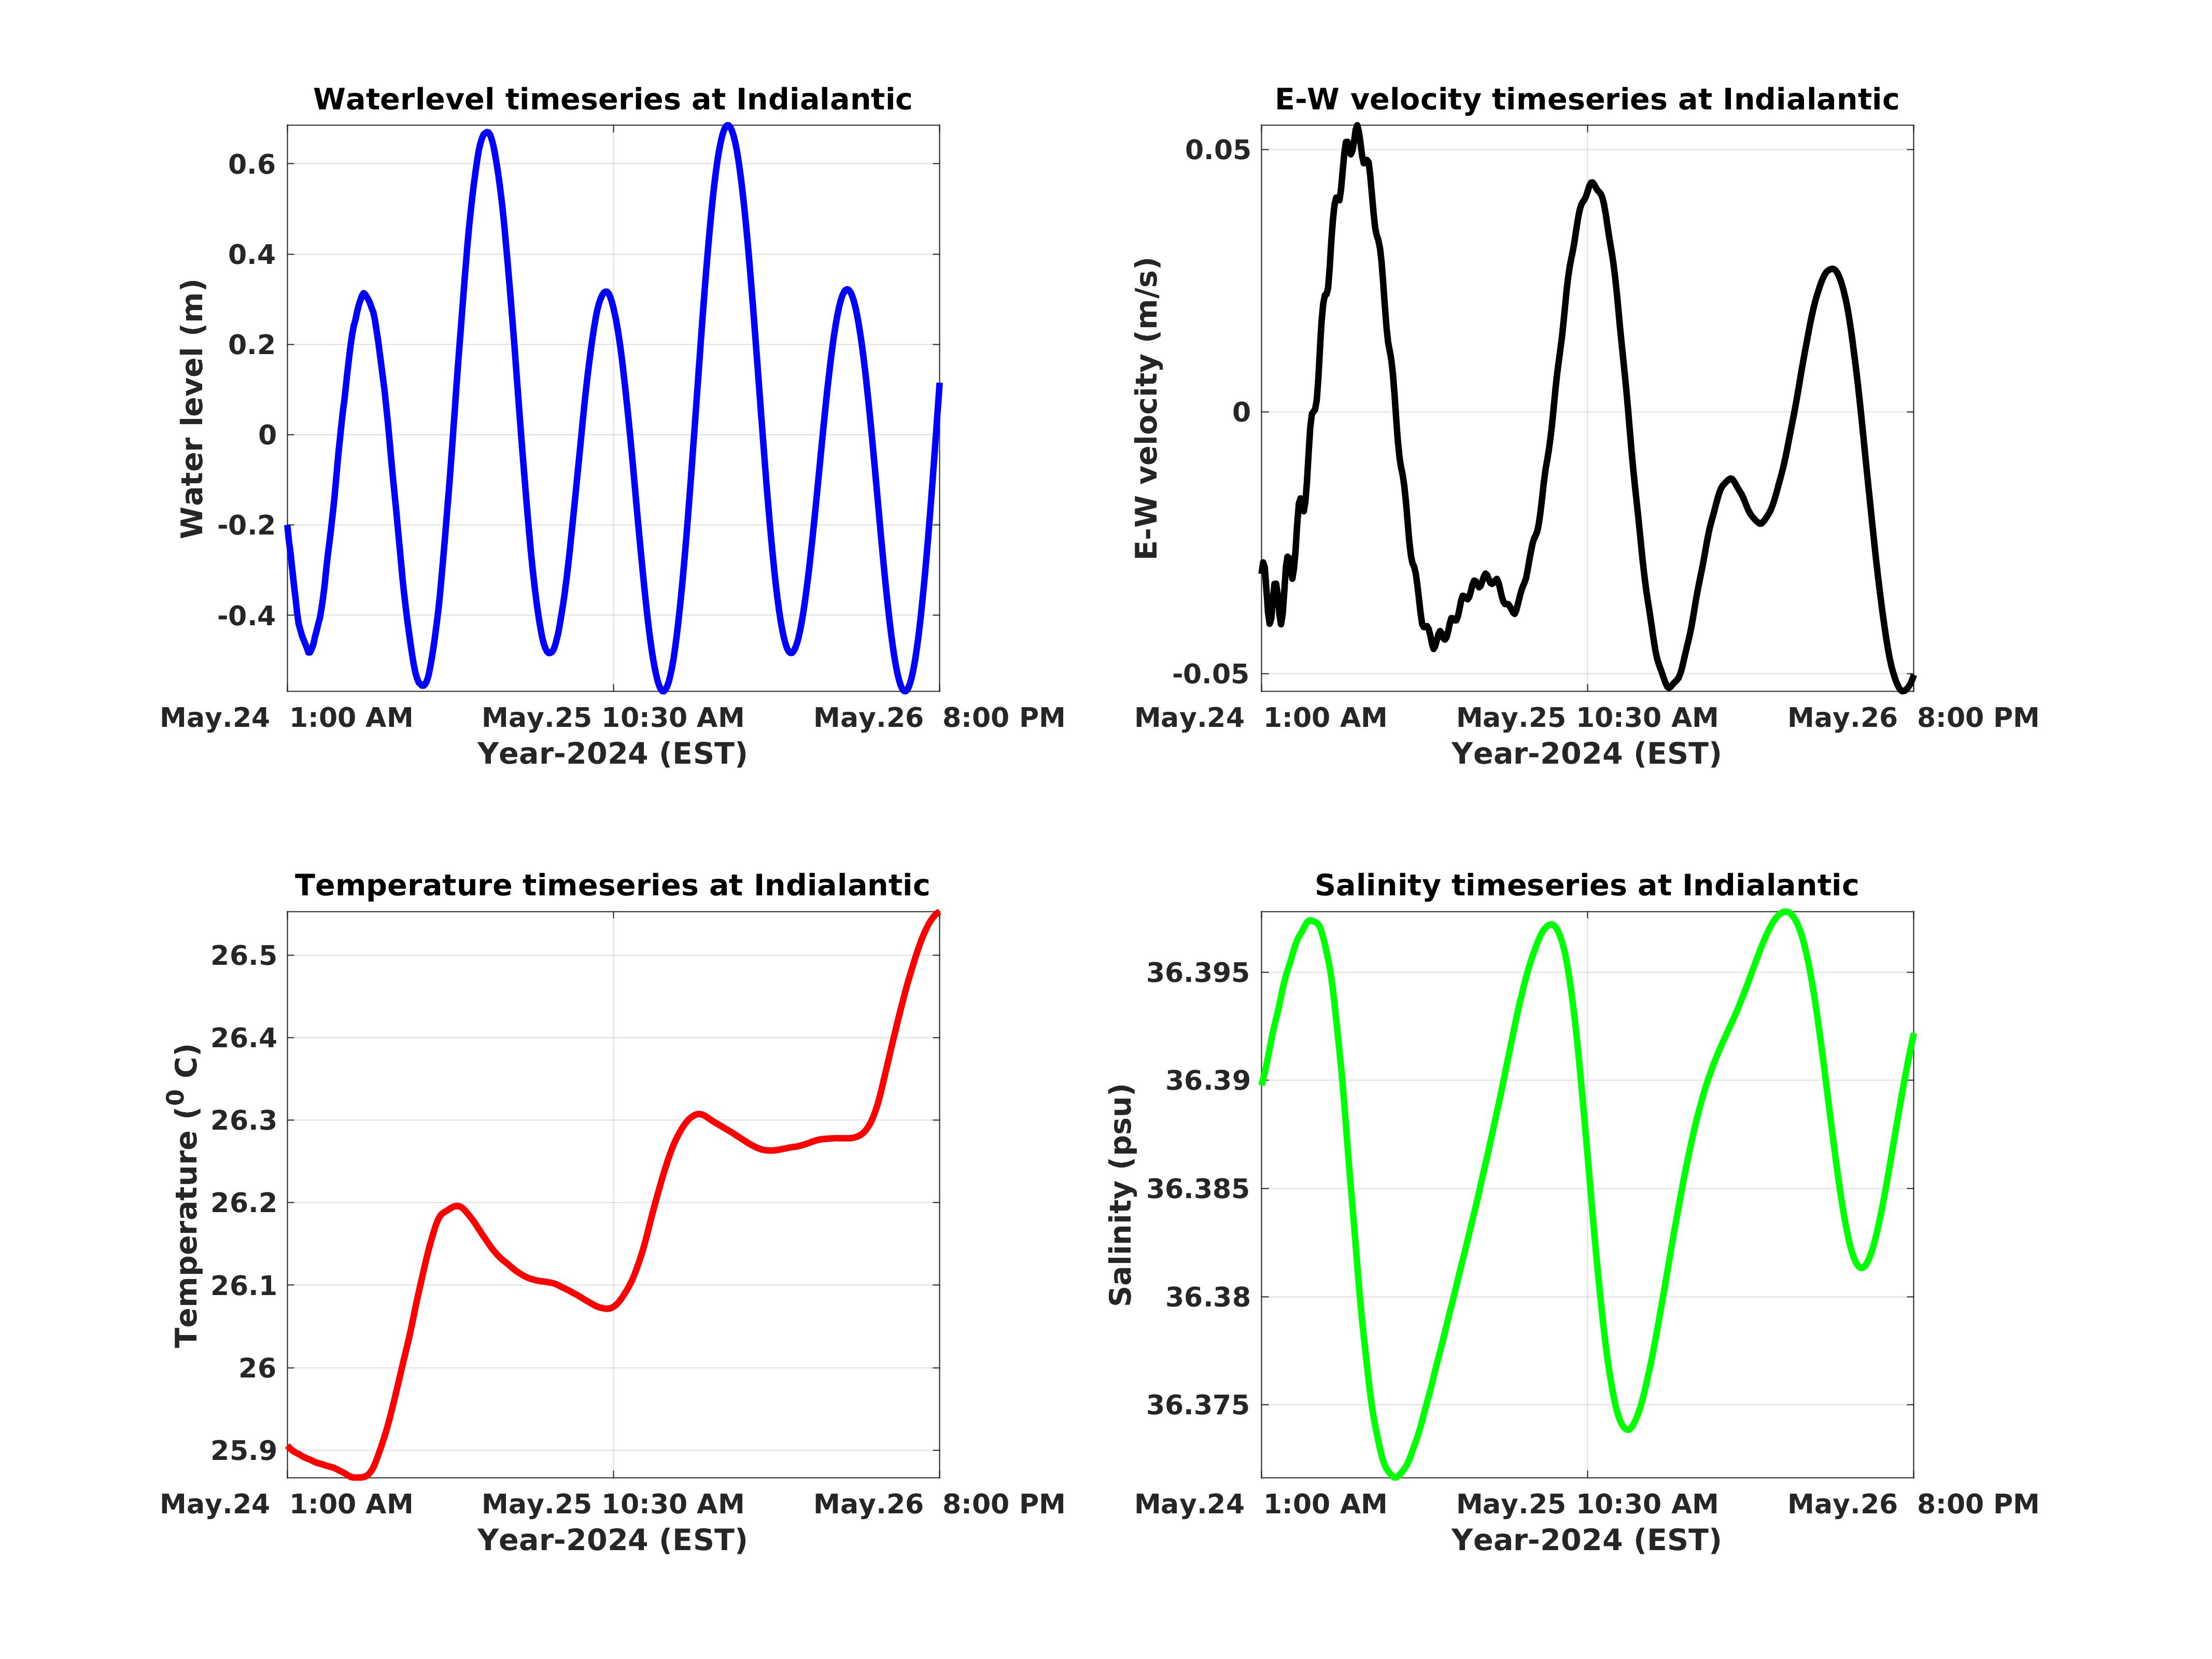 Waterlevel timeseries at Indialantic
0.6
0.4
0.2
0
-0.2
-0.4
Water level (m)
May.24 1:00 AM
May.25 10:30 AM
May.26 8:00 PM
Year-2024 (EST)
E-W velocity timeseries at Indialantic
0.05
0
-0.05
E-W velocity (m/s)
May.24 1:00 AM
May.25 10:30 AM
May.26 8:00 PM
Year-2024 (EST)
Temperature timeseries at Indialantic
26.5
26.4
26.3
26.2
26.1
26
25.9
Temperature (⁰ C)
May.24 1:00 AM
May.25 10:30 AM
May.26 8:00 PM
Year-2024 (EST)
Salinity timeseries at Indialantic
36.395
36.39
36.385
36.38
36.375
Salinity (psu)
May.24 1:00 AM
May.25 10:30 AM
May.26 8:00 PM
Year-2024 (EST)